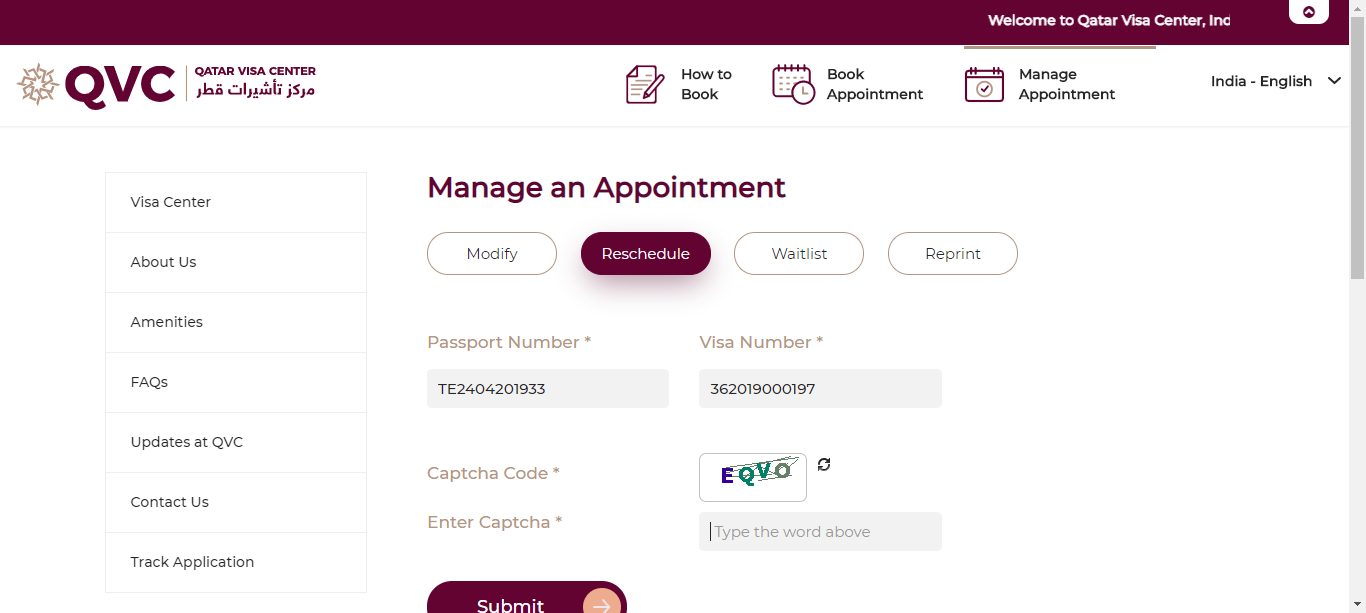 Welcome to Qatar Visa Center, Ind
QVC
QATAR VISA CENTER
مركز تأشيرات قطر
How to
Book
Book
Appointment
Manage
Appointment
India - English
Visa Center
About Us
Amenities
FAQs
Updates at QVC
Contact Us
Track Application
Manage an Appointment
Modify
Reschedule
Waitlist
Reprint
Passport Number *
Visa Number *
TE2404201933
362019000197
Captcha Code *
EQVO
Enter Captcha *
Type the word above
Submit